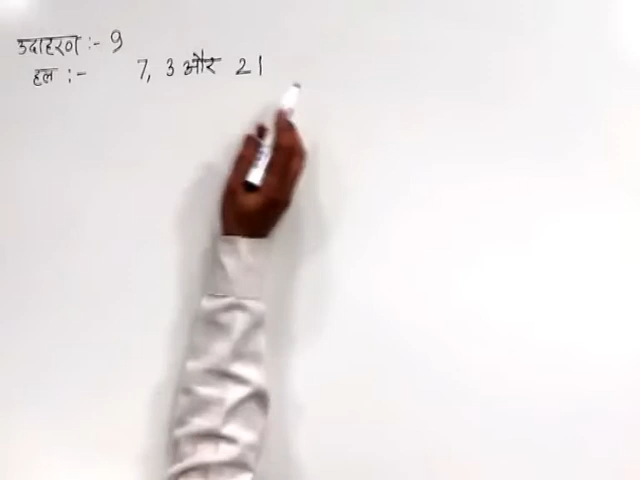 उदाहरण :- 9
हल :- 7, 3 और 21